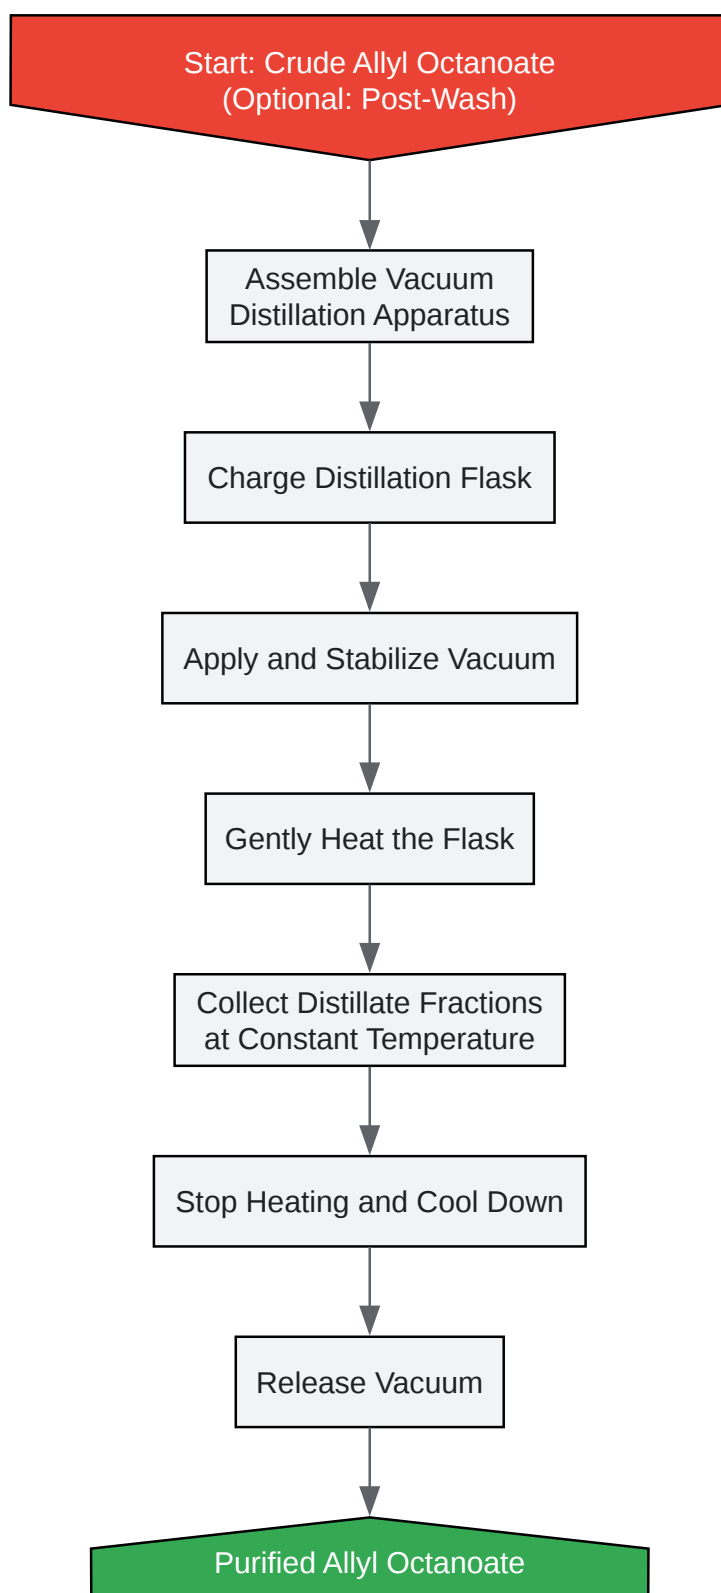 Start: Crude Allyl Octanoate
(Optional: Post-Wash)
Assemble Vacuum
Distillation Apparatus
Charge Distillation Flask
Apply and Stabilize Vacuum
Gently Heat the Flask
Collect Distillate Fractions
at Constant Temperature
Stop Heating and Cool Down
Release Vacuum
Purified Allyl Octanoate